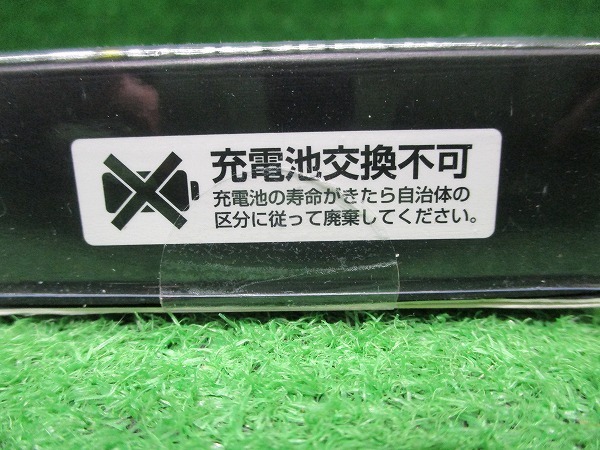 充電池交換不可
充電池の寿命がきたら自治体の
区分に従って廃棄してください。